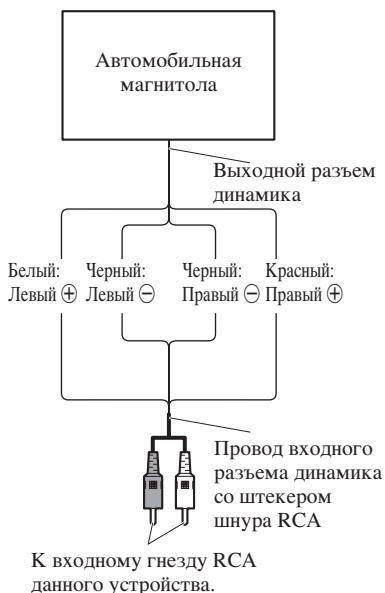 Автомобильная
магнитола
Выходной разъем
динамика
Белый:
Левый ⊕
Черный:
Левый ⊖
Черный:
Правый ⊖
Красный:
Правый ⊕
Провод входного
разъема динамика
со штекером
шнура RCA
К входному гнезду RCA
данного устройства.